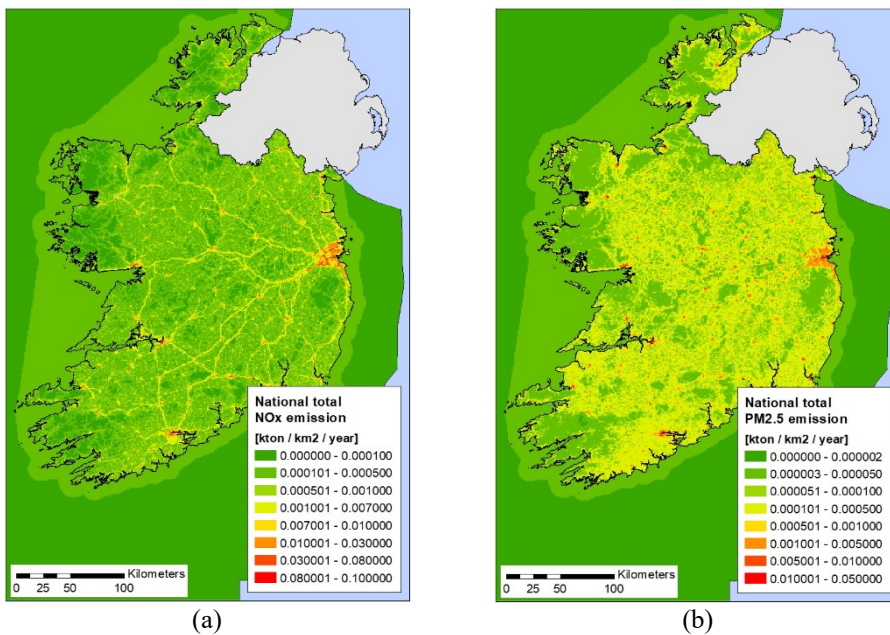 National total
NOx emission
[kton / km2 / year]
0.000000 - 0.000100
0.000101 - 0.000500
0.000501 - 0.001000
0.001001 - 0.007000
0.007001 - 0.010000
0.010001 - 0.030000
0.030001 - 0.080000
0.080001 - 0.100000
Kilometers
0 25 50 100
(a)
National total
PM2.5 emission
[kton / km2 / year]
0.000000 - 0.000002
0.000003 - 0.000050
0.000051 - 0.000100
0.000101 - 0.000500
0.000501 - 0.001000
0.001001 - 0.005000
0.005001 - 0.010000
0.010001 - 0.050000
Kilometers
0 25 50 100
(b)